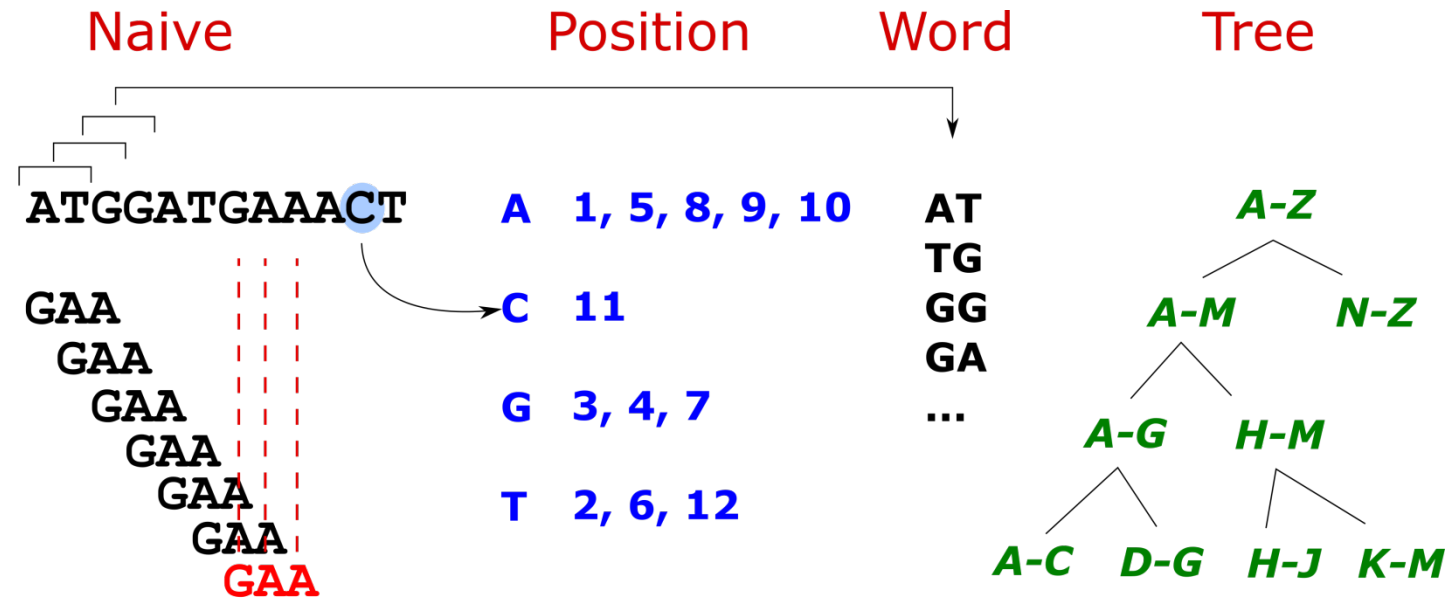 Naive
ATGGATGAAACT
GAA
GAA
GAA
GAA
GAA
GAA
GAA
Position
A 1, 5, 8, 9, 10
C 11
G 3, 4, 7
T 2, 6, 12
Word
AT
TG
GG
GA
...
Tree
A-Z
A-M N-Z
A-G H-M
A-C D-G H-J K-M